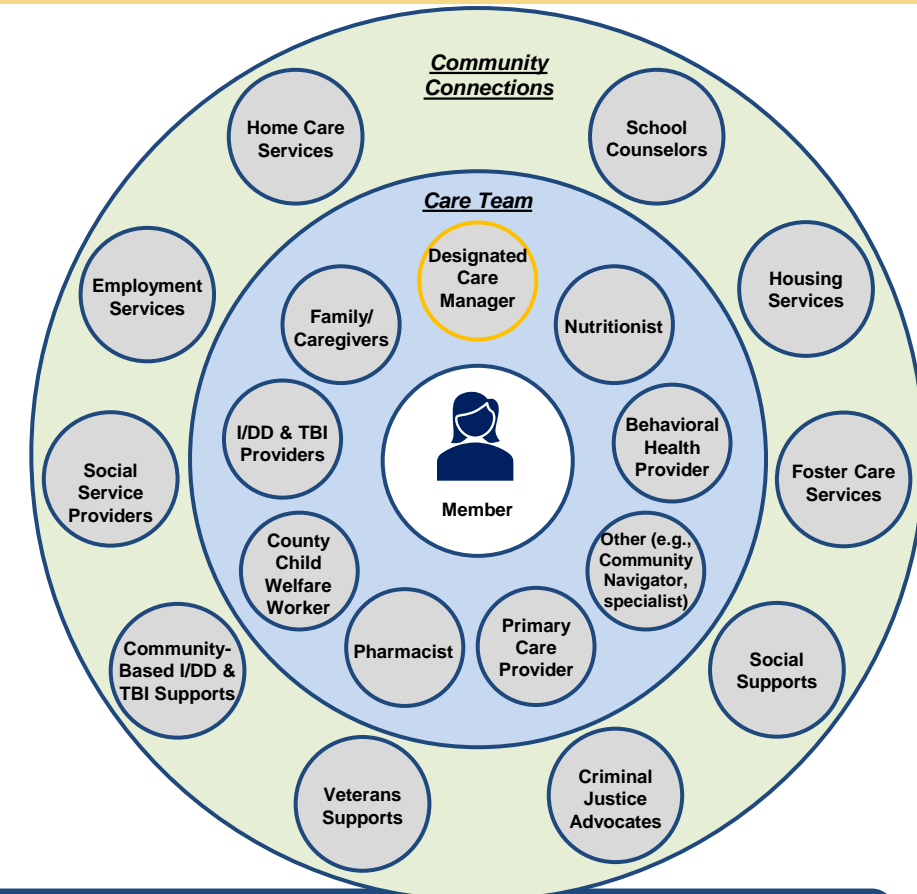 Community
Connections
Home Care
Services
School
Counselors
Care Team
Designated
Care
Manager
Employment
Services
Housing
Services
Family/
Caregivers
Nutritionist
I/DD & TBI
Providers
Behavioral
Health
Provider
Social
Service
Providers
Foster Care
Services
Member
County
Child
Welfare
Worker
Other (e.g.,
Community
Navigator,
specialist)
Pharmacist
Primary
Care
Provider
Community-
Based I/DD &
TBI Supports
Social
Supports
Veterans
Supports
Criminal
Justice
Advocates